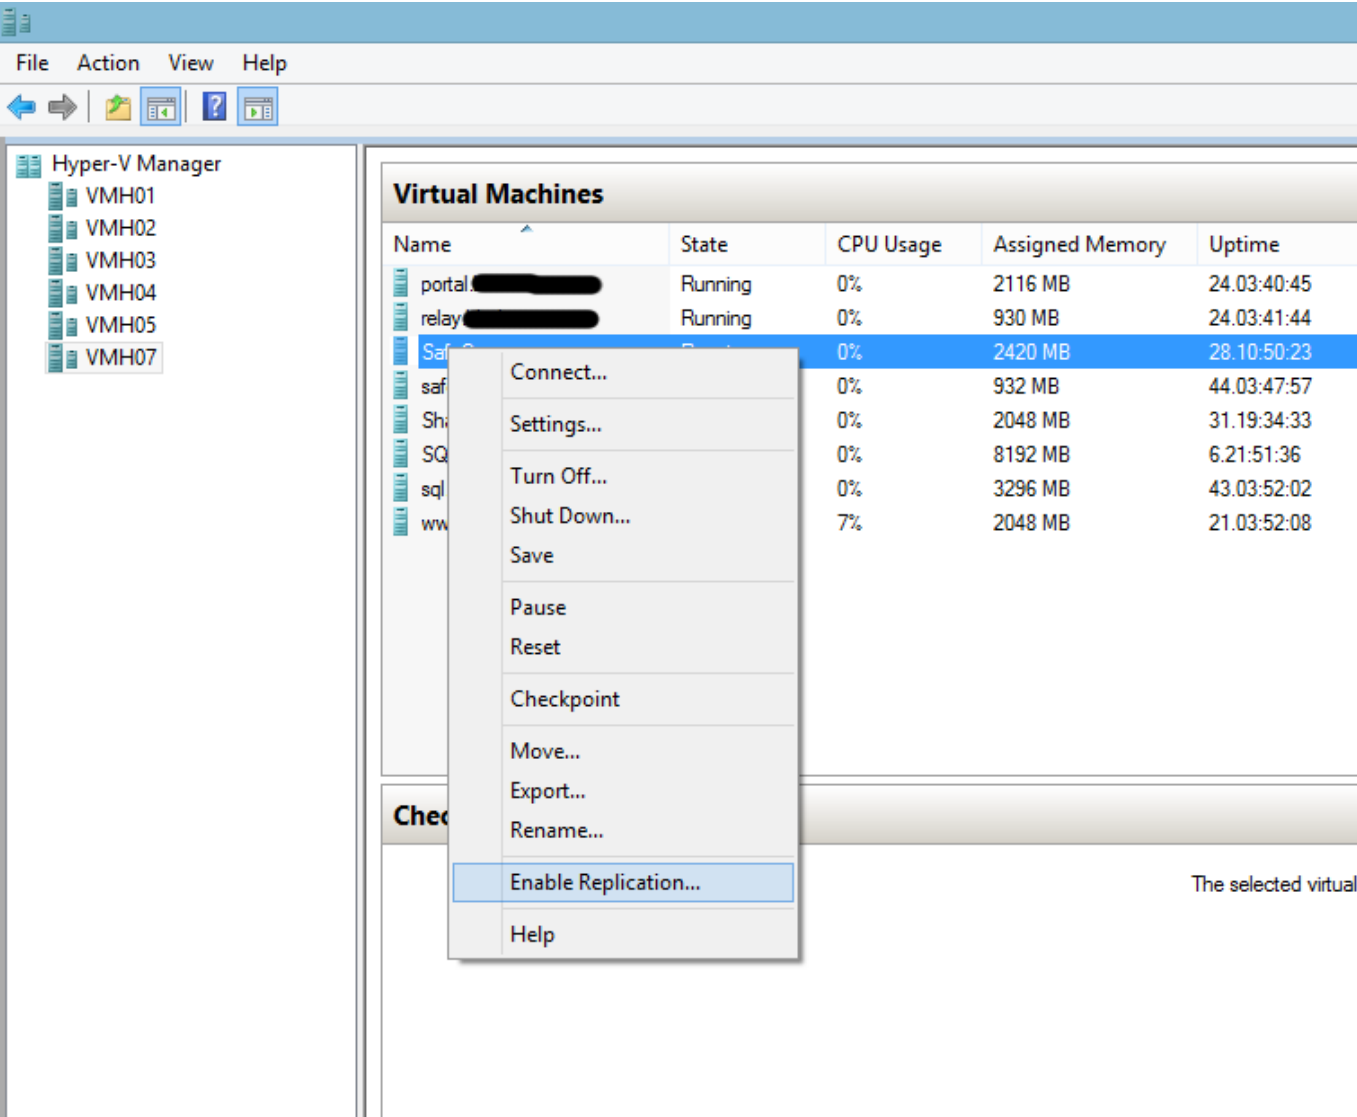 File Action View Help
Hyper-V Manager
VMH01
VMH02
VMH03
VMH04
VMH05
VMH07
Virtual Machines
Name State CPU Usage Assigned Memory Uptime
portal. Running 0% 2116 MB 24.03:40:45
relay Running 0% 930 MB 24.03:41:44
0% 2420 MB 28.10:50:23
saf 0% 932 MB 44.03:47:57
Sha 0% 2048 MB 31.19:34:33
SQ 0% 8192 MB 6.21:51:36
sql 0% 3296 MB 43.03:52:02
ww 7% 2048 MB 21.03:52:08
Connect...
Settings...
Turn Off...
Shut Down...
Save
Pause
Reset
Checkpoint
Move...
Export...
Rename...
Enable Replication...
Help
Chec
The selected virtual